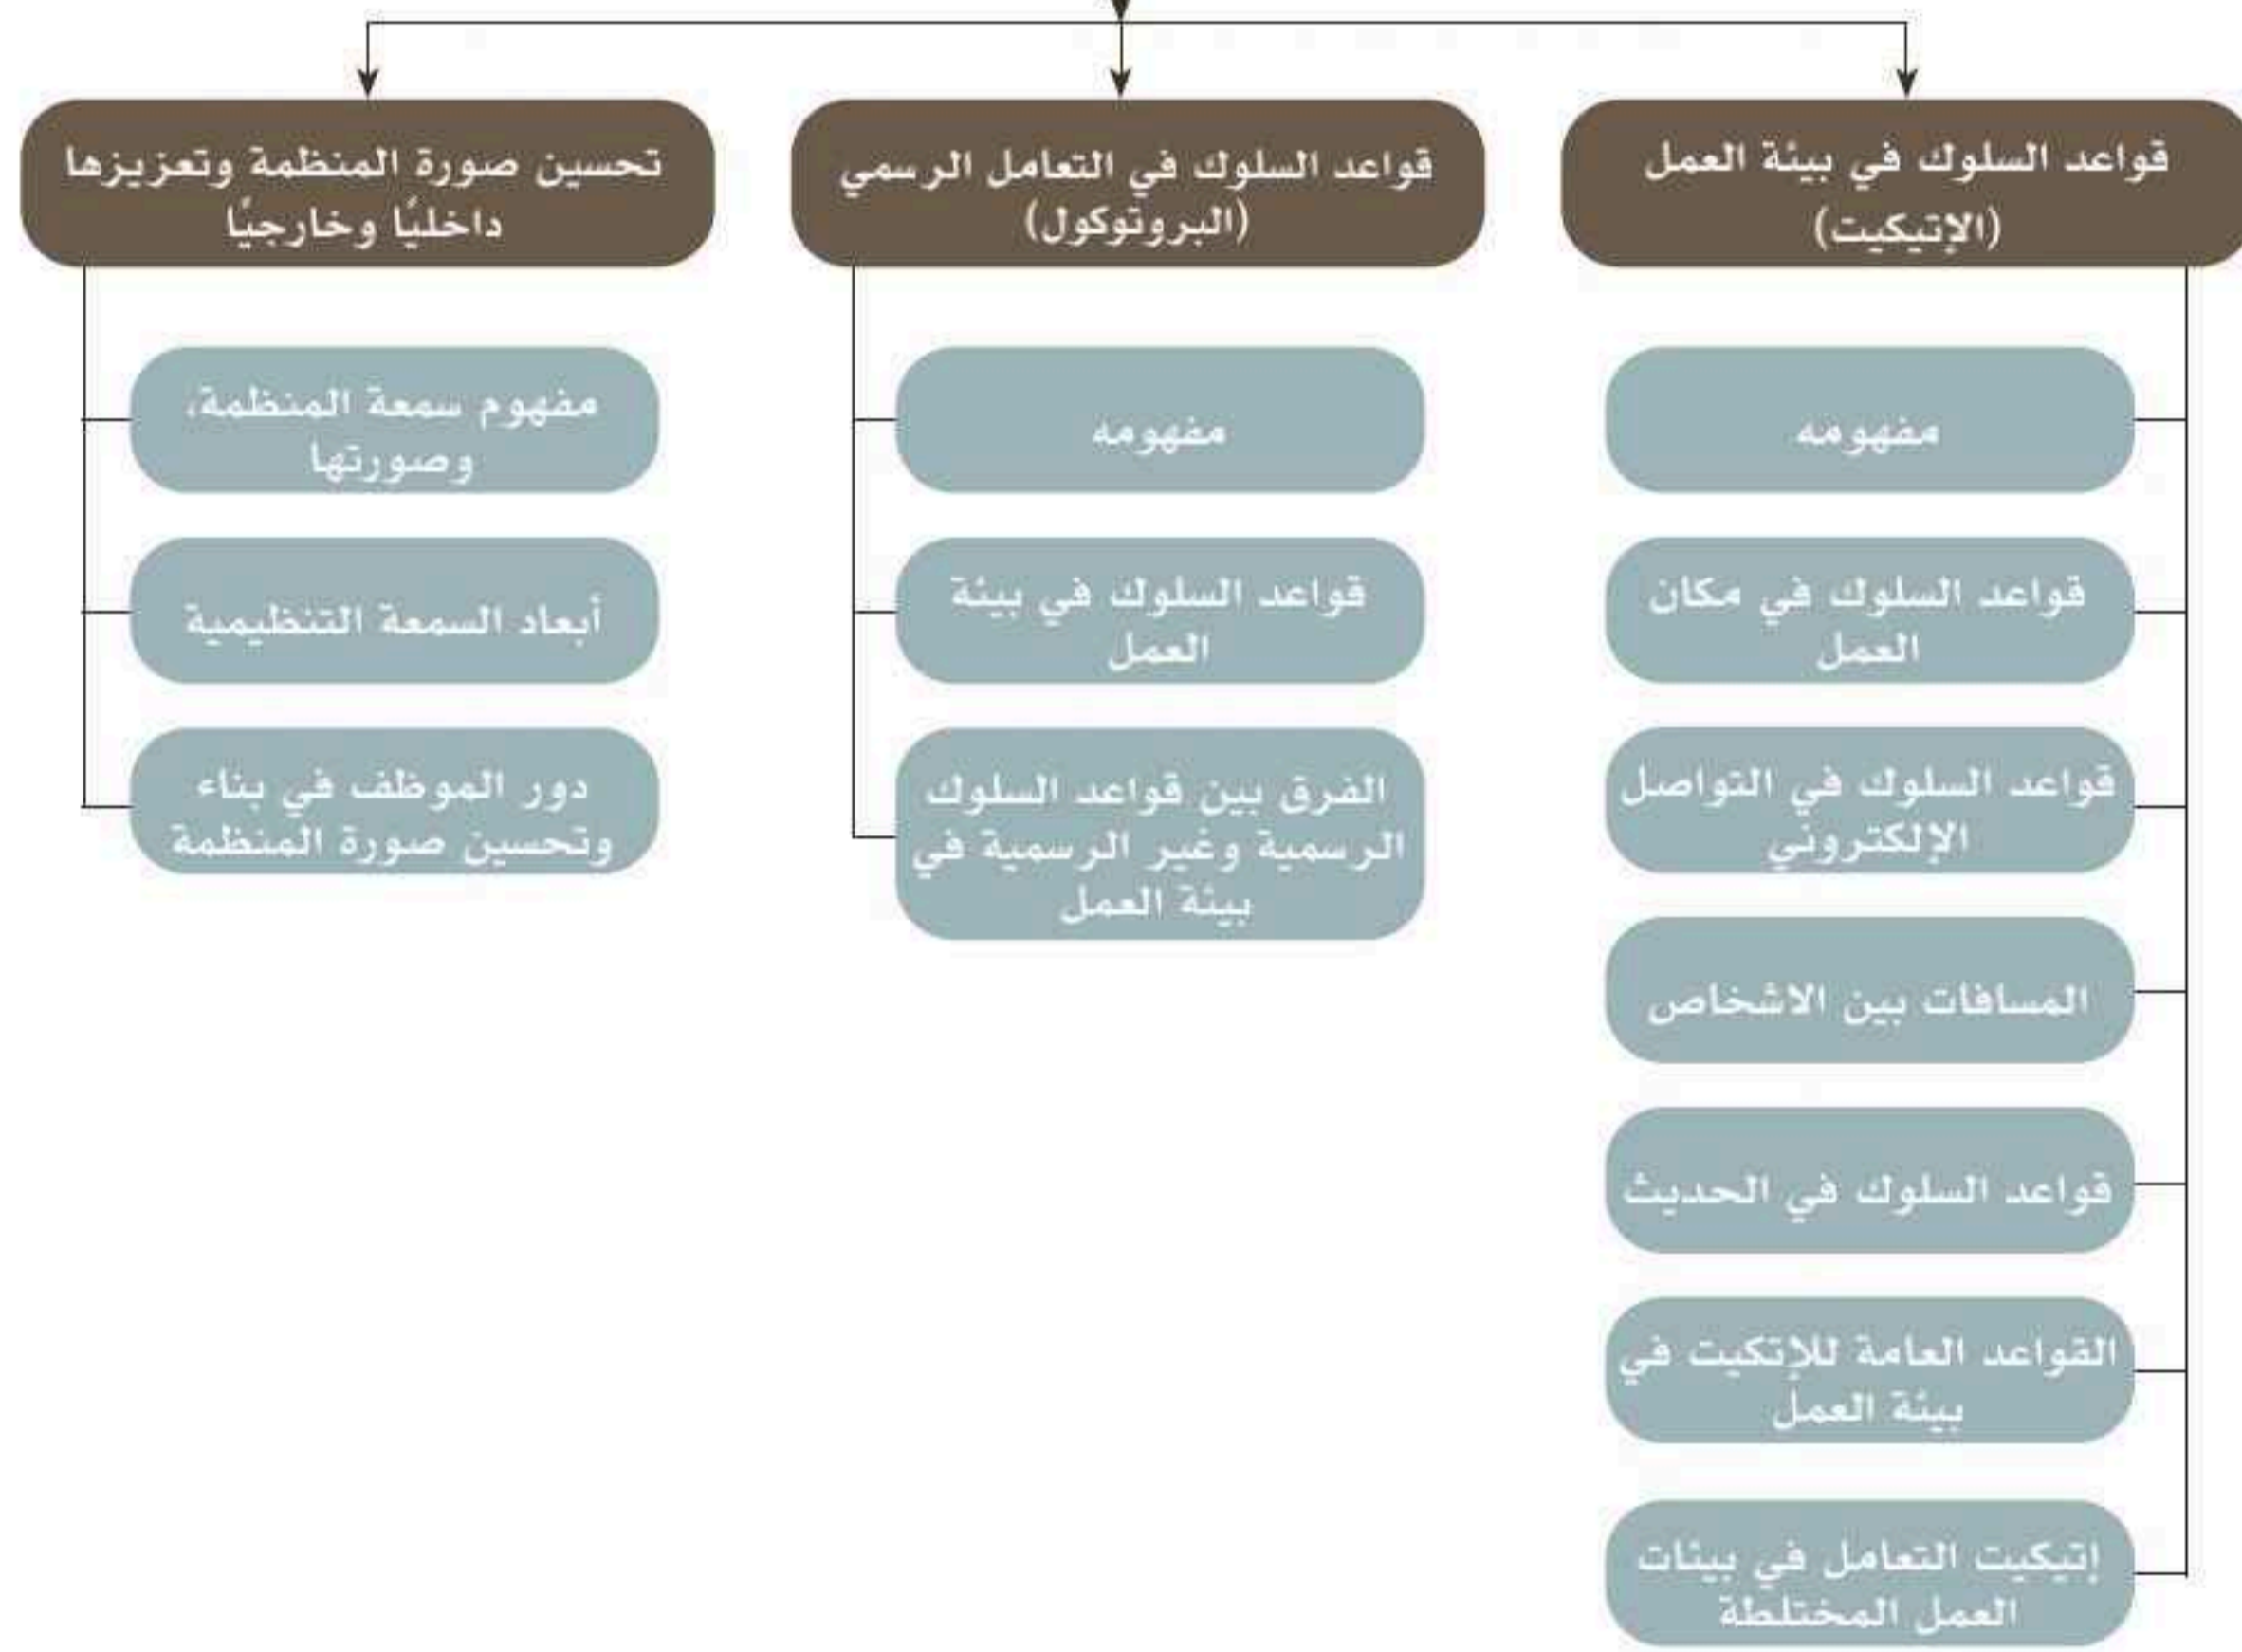 قواعد السلوك في بيئة العمل
(الإتيكيت)
مفهومه
قواعد السلوك في مكان
العمل
قواعد السلوك في التواصل
الإلكتروني
المسافات بين الاشخاص
قواعد السلوك في الحديث
القواعد العامة للإتكيت في
بيئة العمل
إتيكيت التعامل في بيئات
العمل المختلطة
قواعد السلوك في التعامل الرسمي
(البروتوكول)
مفهومه
قواعد السلوك في بيئة
العمل
الفرق بين قواعد السلوك
الرسمية وغير الرسمية في
بيئة العمل
تحسين صورة المنظمة وتعزيزها
داخليًا وخارجيًا
مفهوم سمعة المنظمة،
وصورتها
أبعاد السمعة التنظيمية
دور الموظف في بناء
وتحسين صورة المنظمة